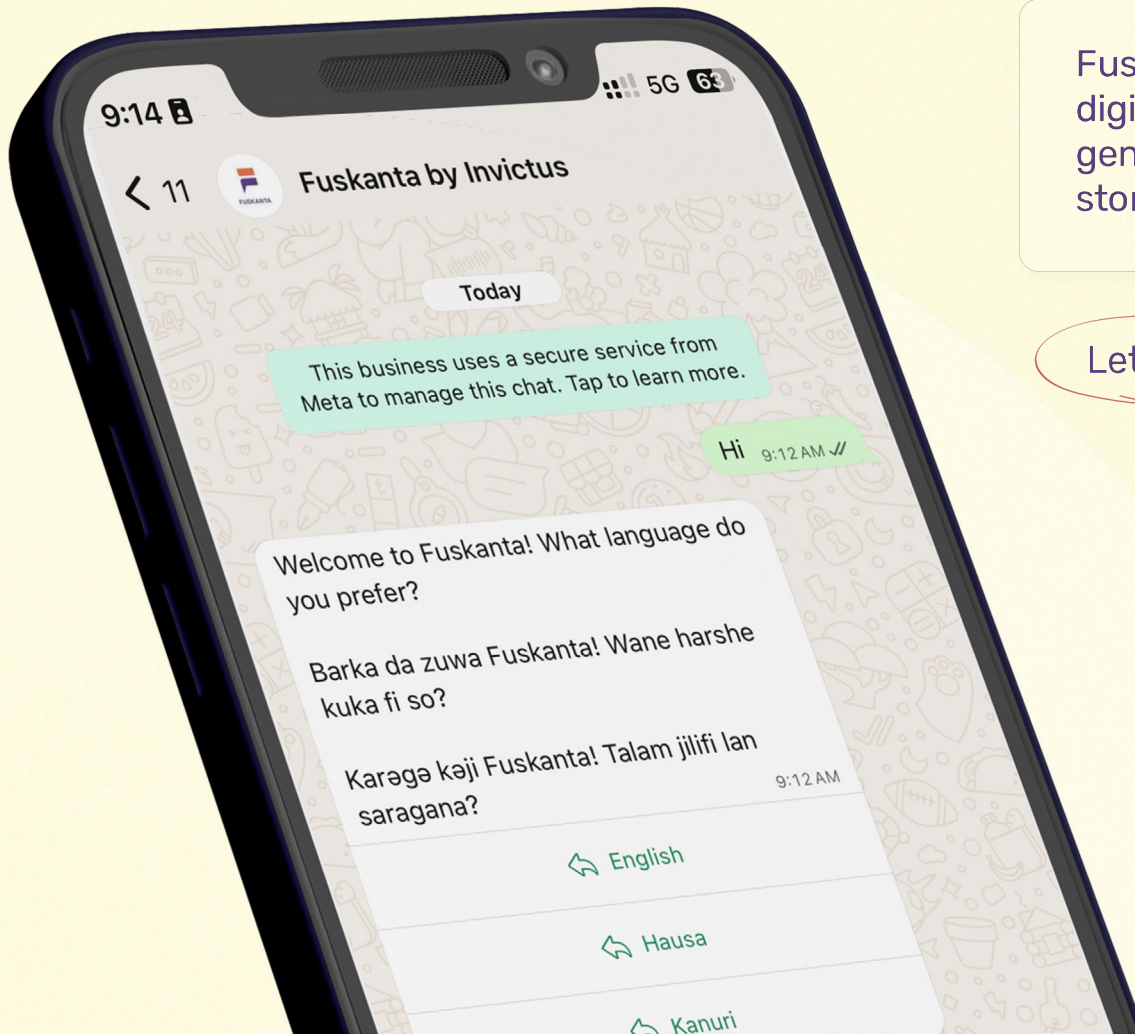 9:14
5G 63
11
FUSKANTA
Fuskanta by Invictus
Today
This business uses a secure service from
Meta to manage this chat. Tap to learn more.
Hi 9:12 AM
Welcome to Fuskanta! What language do
you prefer?
Barka da zuwa Fuskanta! Wane harshe
kuka fi so?
Karəgə kəji Fuskanta! Talam jilifi lan
saragana?
9:12 AM
English
Hausa
Kanuri
Fus
digi
gen
stor
Let